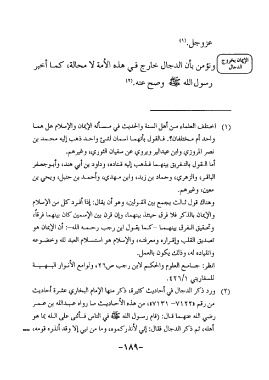 عز وجل. (١)
الإيمان بخروج
الدجال
ونؤمن بأن الدجال خارج في هذه الأمة لا محالة، كما أخبر
رسول الله ﷺ وصح عنه. (٢)
(١) اختلف العلماء من أهل السنة والحديث في مسألة الإيمان والإسلام هل هما
واحد أم مختلفان؟. فالقول بأنهما اسمان لشيء واحد ذهب إليه محمد بن
نصر المروزي وابن عبدالبر ويروى عن سفيان الثوري، وغيرهم.
أما القول بالتفريق بينهما فذهب إليه قتادة، وداود بن أبي هند، وأبوجعفر
الباقر، والزهري، وحماد بن زيد، وابن مهدي، وأحمد بن حنبل، ويحيى بن
معين، وغيرهم.
وهناك قول ثالث يجمع بين القولين، وهو أن يقال: إذا أفرد كل من الإسلام
والإيمان بالذكر فلا فرق حينئذ بينهما، وإن قرن بين الاسمين كان بينهما فرقاً،
وتحقيق الفرق بينهما – كما يقول ابن رجب رحمه الله–: أن الإيمان هو
تصديق القلب وإقراره ومعرفته، والإسلام هو استسلام العبد لله وخضوعه
وانقياده له، وذلك يكون بالعمل.
انظر: جامع العلوم والحكم لابن رجب ص٢٦، ولوامع الأنوار البهية
للسفاريني ٤٢٦/١.
(٢) ورد ذكر الدجال في أحاديث كثيرة، ذكر منها الإمام البخاري عشرة أحاديث
من رقم «٧١٢٢– ٧١٣١»، من هذه الأحاديث ما رواه عبدالله بن عمر
رضي الله عنهما قال: (قام رسول الله ﷺ في الناس فأثنى على الله بما هو
أهله، ثم ذكر الدجال فقال: إني لأنذركموه، وما من نبي إلا وقد أنذره قومه،
–١٨٩–